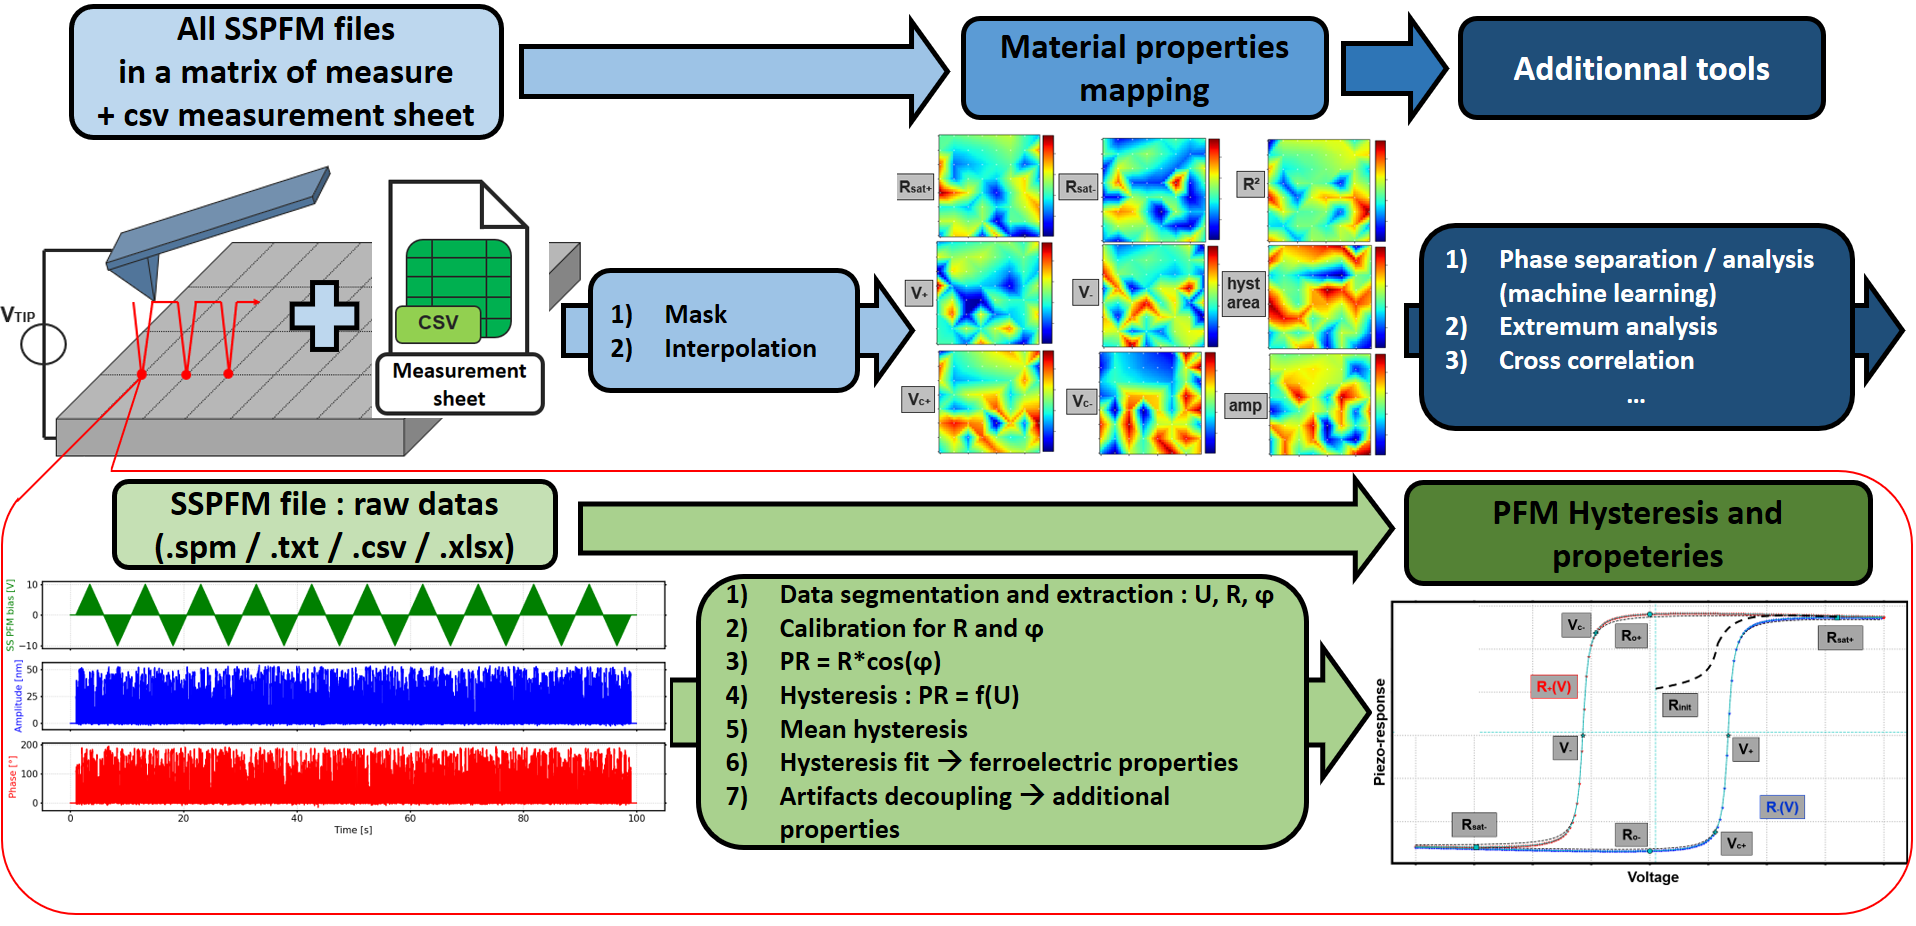 All SSPFM files
in a matrix of measure
+ csv measurement sheet
Material properties
mapping
Additionnal tools
VTIP
CSV
Measurement
sheet
1) Mask
2) Interpolation
Rsat+
Rsat-
R²
V+
V-
hyst
area
Vc+
Vc-
amp
1) Phase separation / analysis
(machine learning)
2) Extremum analysis
3) Cross correlation
...
SSPFM file : raw datas
(.spm / .txt / .csv / .xlsx)
PFM Hysteresis and
propeteries
SS PFM bias [V]
10
0
−10
Amplitude [nm]
50
25
0
Phase [°]
200
100
0
0 20 40 60 80 100
Time [s]
1) Data segmentation and extraction : U, R, φ
2) Calibration for R and φ
3) PR = R*cos(φ)
4) Hysteresis : PR = f(U)
5) Mean hysteresis
6) Hysteresis fit → ferroelectric properties
7) Artifacts decoupling → additional
properties
Piezo-response
Vc-
Ro+
Rsat+
R+(V)
Rinit
V-
V+
R-(V)
Rsat-
Ro-
Vc+
Voltage